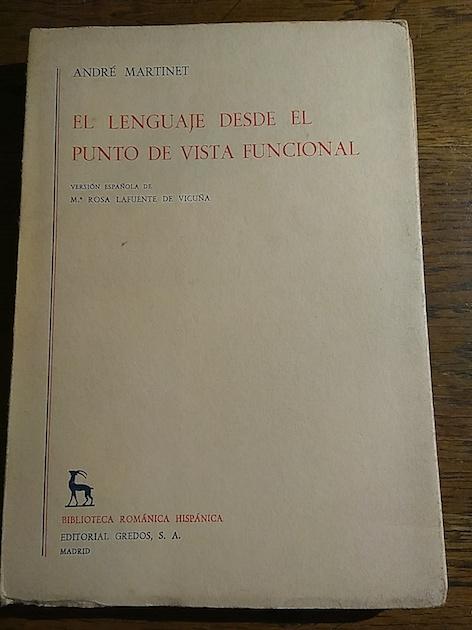 ANDRÉ MARTINET
EL LENGUAJE DESDE EL
PUNTO DE VISTA FUNCIONAL
VERSIÓN ESPAÑOLA DE
M.ª ROSA LAFUENTE DE VICUÑA
BIBLIOTECA ROMÁNICA HISPÁNICA
EDITORIAL GREDOS, S. A.
MADRID